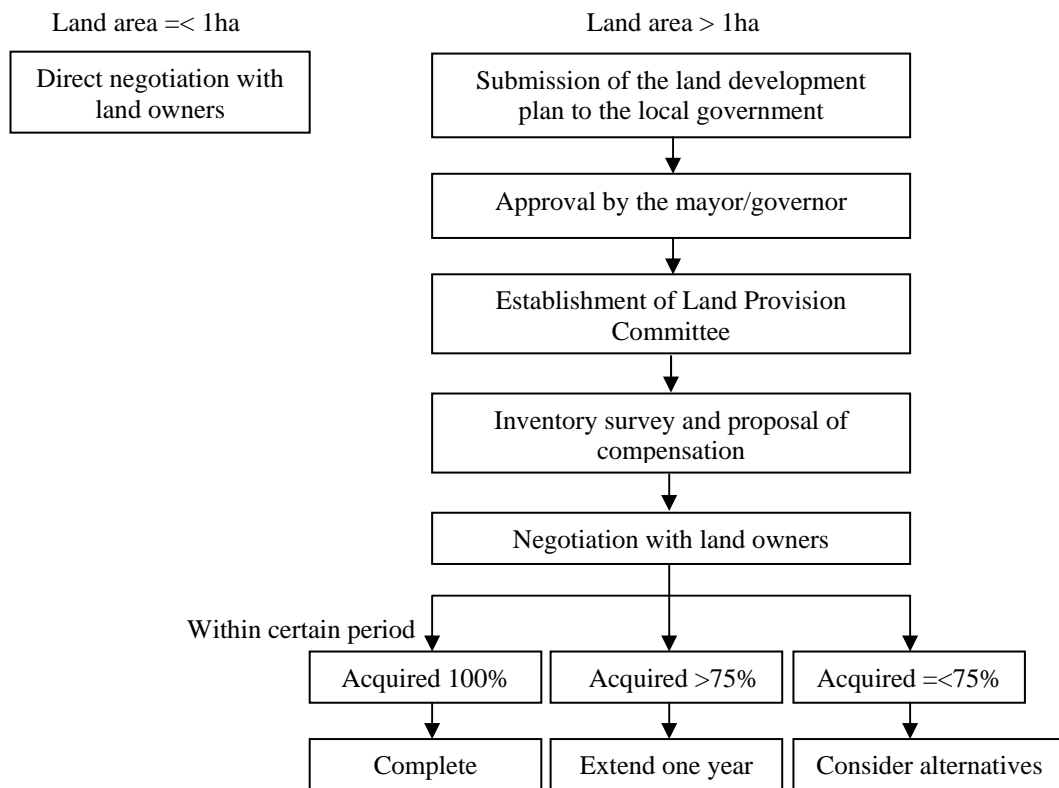 Land area =< 1ha
Direct negotiation with
land owners
Land area > 1ha
Submission of the land development
plan to the local government
Approval by the mayor/governor
Establishment of Land Provision
Committee
Inventory survey and proposal of
compensation
Negotiation with land owners
Within certain period
Acquired 100%
Acquired >75%
Acquired =<75%
Complete
Extend one year
Consider alternatives